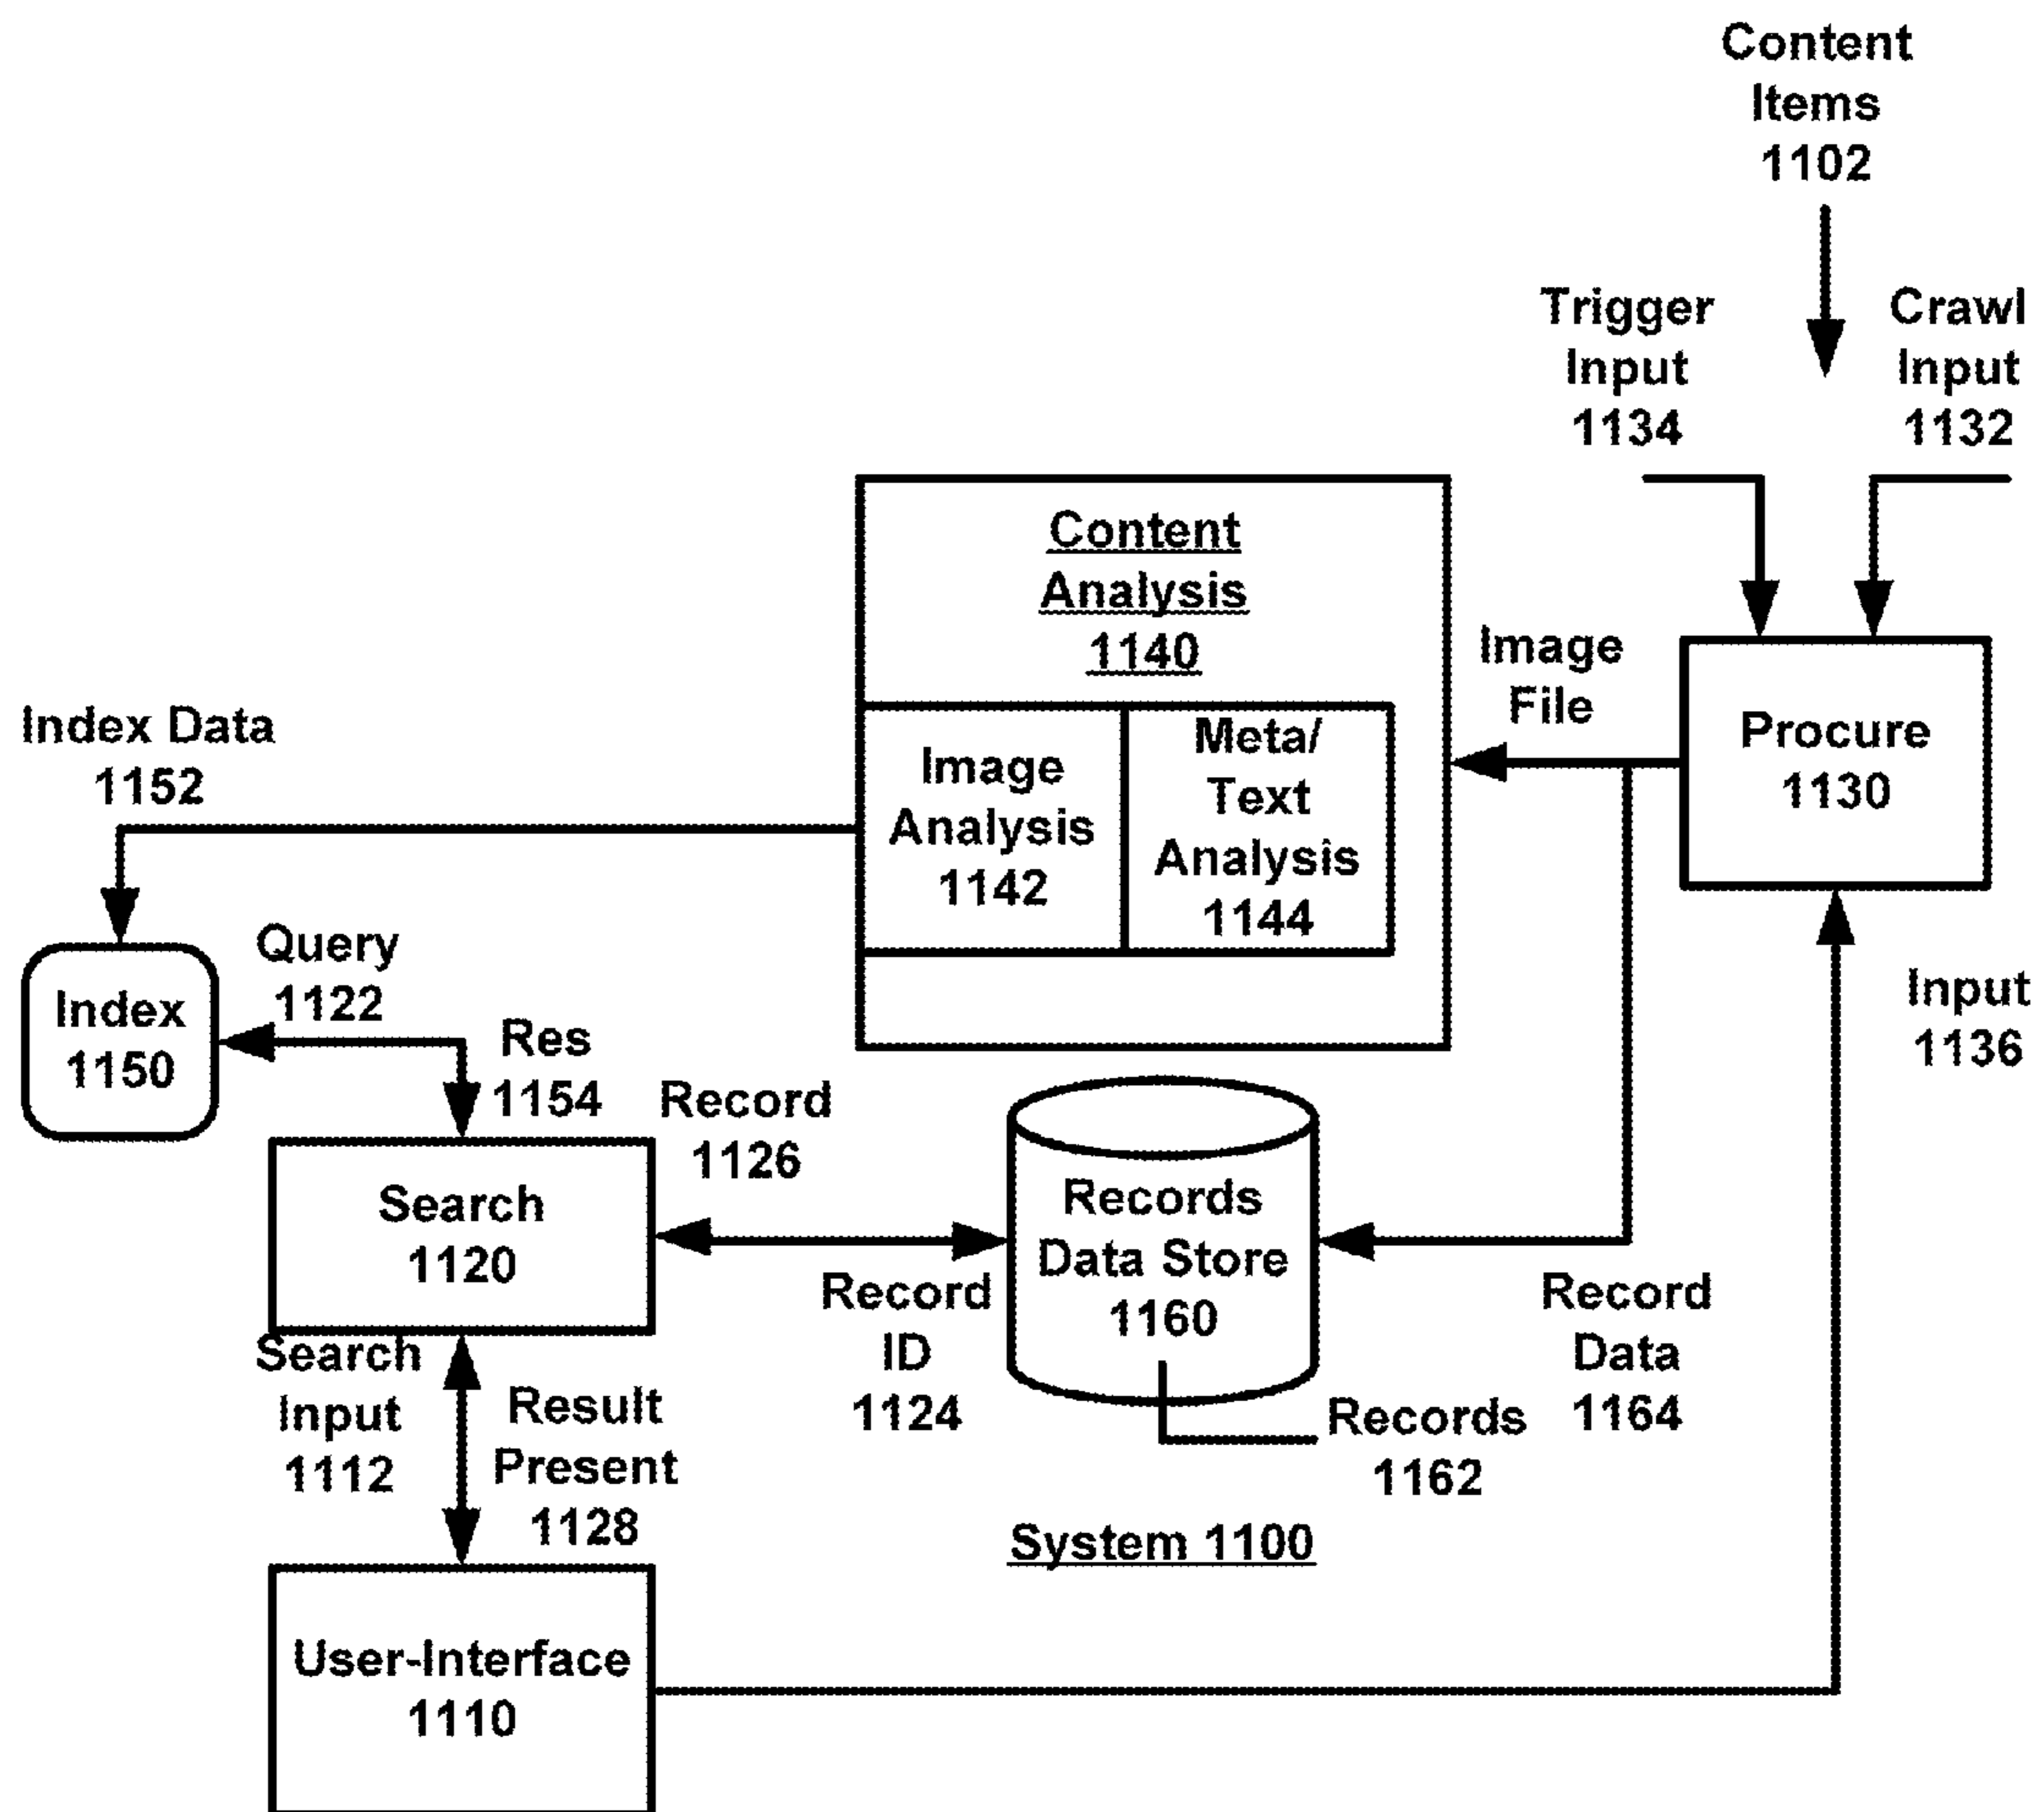 Content
Items
1102
Trigger
Input
1134
Crawl
Input
1132
Content
Analysis
1140
Image
File
Procure
1130
Index Data
1152
Image
Analysis
1142
Meta/
Text
Analysis
1144
Query
1122
Index
1150
Res
1154
Input
1136
Record
1126
Search
1120
Records
Data Store
1160
Record
ID
1124
Record
Data
1164
Search
Input
1112
Result
Present
1128
Records
1162
System 1100
User-Interface
1110